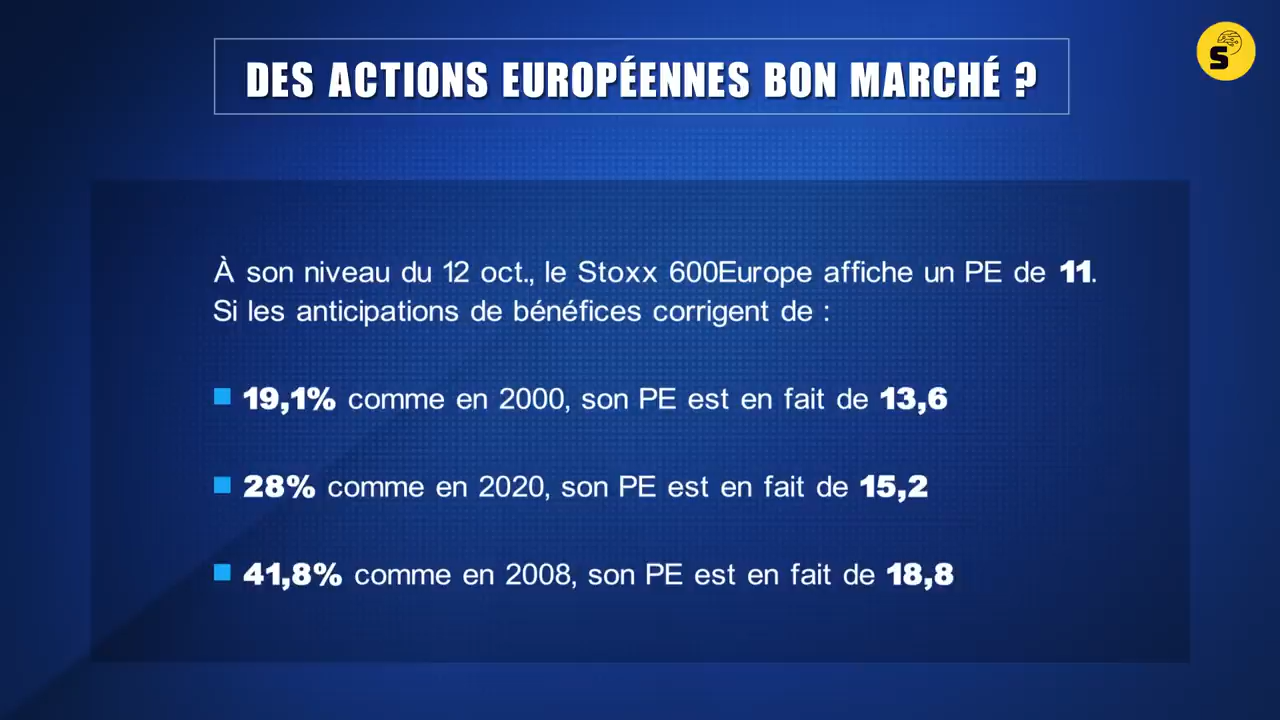 DES ACTIONS EUROPÉENNES BON MARCHÉ ?
S
À son niveau du 12 oct., le Stoxx 600Europe affiche un PE de 11.
Si les anticipations de bénéfices corrigent de :
19,1% comme en 2000, son PE est en fait de 13,6
28% comme en 2020, son PE est en fait de 15,2
41,8% comme en 2008, son PE est en fait de 18,8